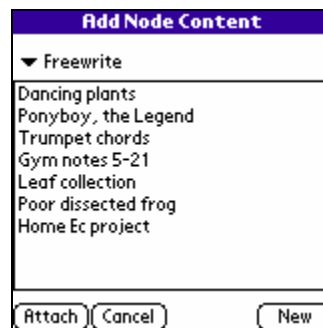 Add Node Content
Freewrite
Dancing plants
Ponyboy, the Legend
Trumpet chords
Gym notes 5-21
Leaf collection
Poor dissected frog
Home Ec project
Attach Cancel New